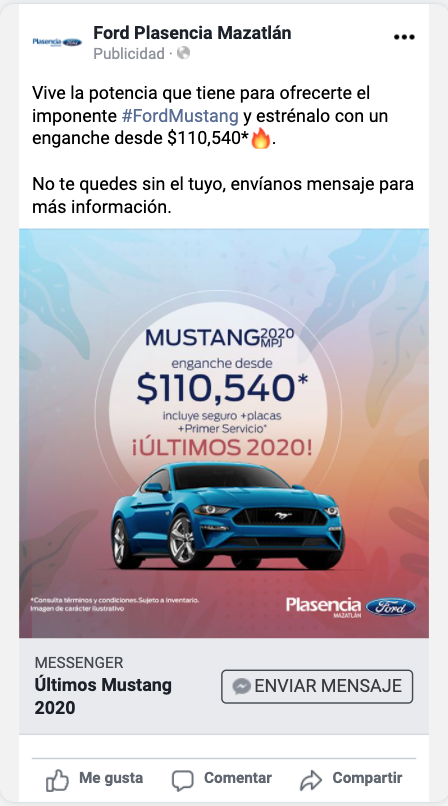 Ford Plasencia Mazatlán
Plasencia Ford
Publicidad ·
Vive la potencia que tiene para ofrecerte el
imponente #FordMustang y estrénalo con un
enganche desde $110,540*🔥.
No te quedes sin el tuyo, envíanos mensaje para
más información.
MUSTANG 2020
MPJ
enganche desde
$110,540*
incluye seguro +placas
+Primer Servicio*
¡ÚLTIMOS 2020!
*Consulta términos y condiciones.Sujeto a Inventario.
Imagen de carácter ilustrativo
Plasencia Ford
MAZATLÁN
MESSENGER
Últimos Mustang
2020
ENVIAR MENSAJE
Me gusta Comentar Compartir